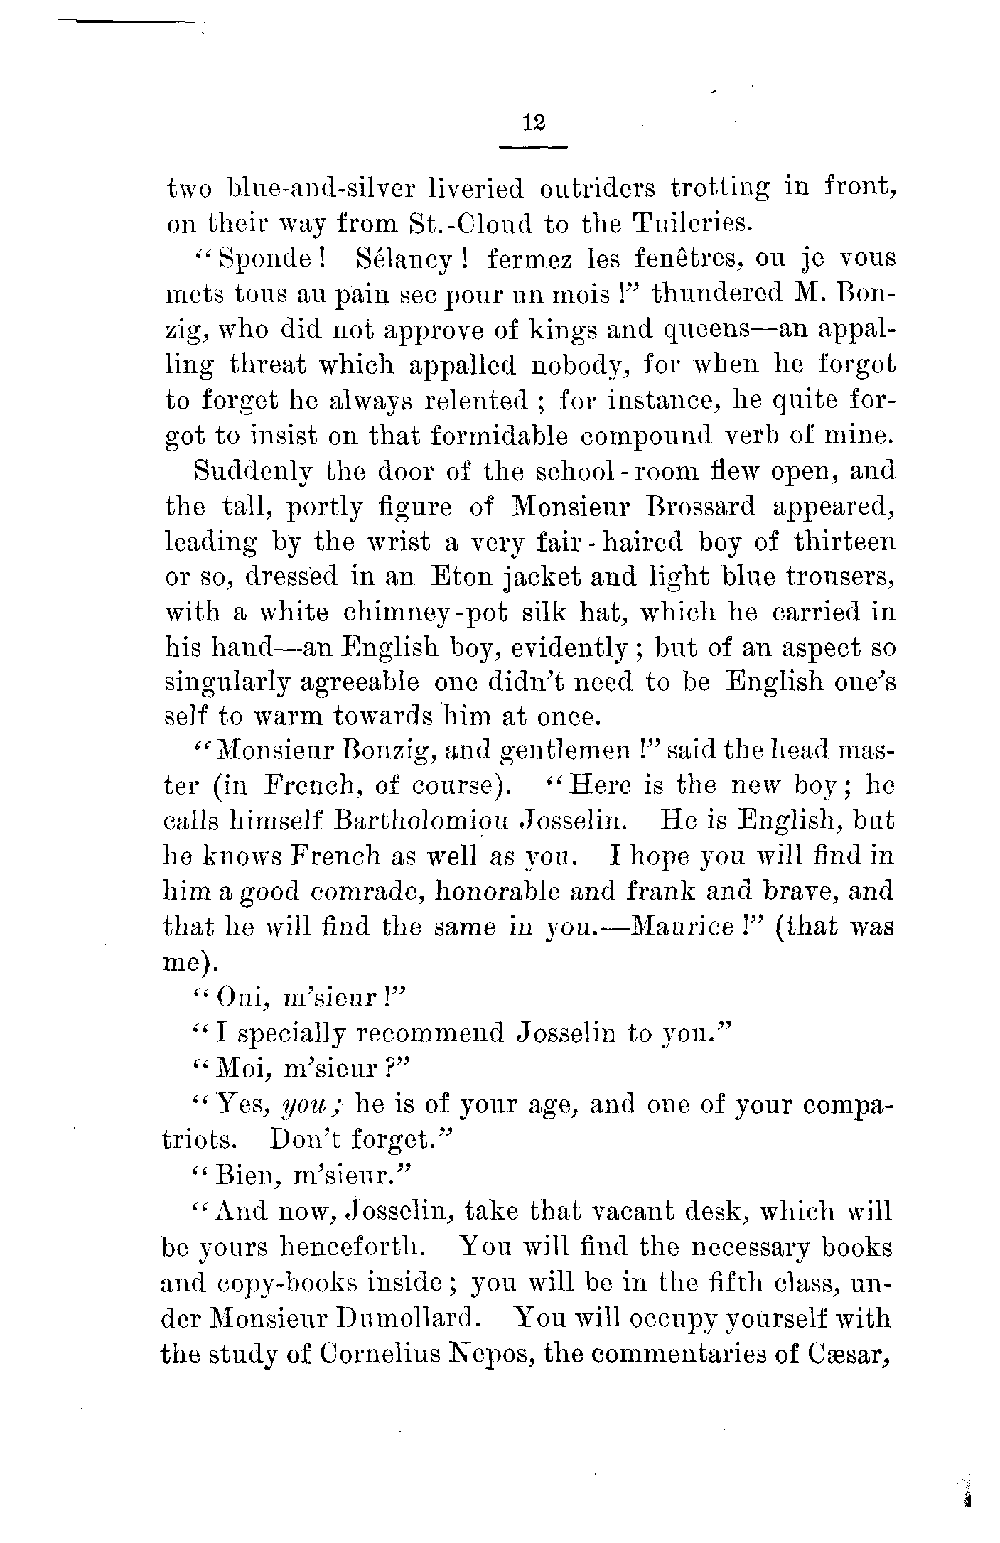 12
two blue-and-silver liveried outriders trotting in front,
on their way from St.-Cloud to the Tuileries.
“Sponde! Sélancy! fermez les fenêtres, ou je vous
mets tous au pain sec pour un mois!” thundered M. Bon-
zig, who did not approve of kings and queens—an appal-
ling threat which appalled nobody, for when he forgot
to forget he always relented; for instance, he quite for-
got to insist on that formidable compound verb of mine.
Suddenly the door of the school-room flew open, and
the tall, portly figure of Monsieur Brossard appeared,
leading by the wrist a very fair-haired boy of thirteen
or so, dressed in an Eton jacket and light blue trousers,
with a white chimney-pot silk hat, which he carried in
his hand—an English boy, evidently; but of an aspect so
singularly agreeable one didn’t need to be English one’s
self to warm towards him at once.
“Monsieur Bonzig, and gentlemen!” said the head mas-
ter (in French, of course). “Here is the new boy; he
calls himself Bartholomiou Josselin. He is English, but
he knows French as well as you. I hope you will find in
him a good comrade, honorable and frank and brave, and
that he will find the same in you.—Maurice!” (that was
me).
“Oui, m’sieur!”
“I specially recommend Josselin to you.”
“Moi, m’sieur?”
“Yes, you; he is of your age, and one of your compa-
triots. Don’t forget.”
“Bien, m’sieur.”
“And now, Josselin, take that vacant desk, which will
be yours henceforth. You will find the necessary books
and copy-books inside; you will be in the fifth class, un-
der Monsieur Dumollard. You will occupy yourself with
the study of Cornelius Nepos, the commentaries of Cæsar,